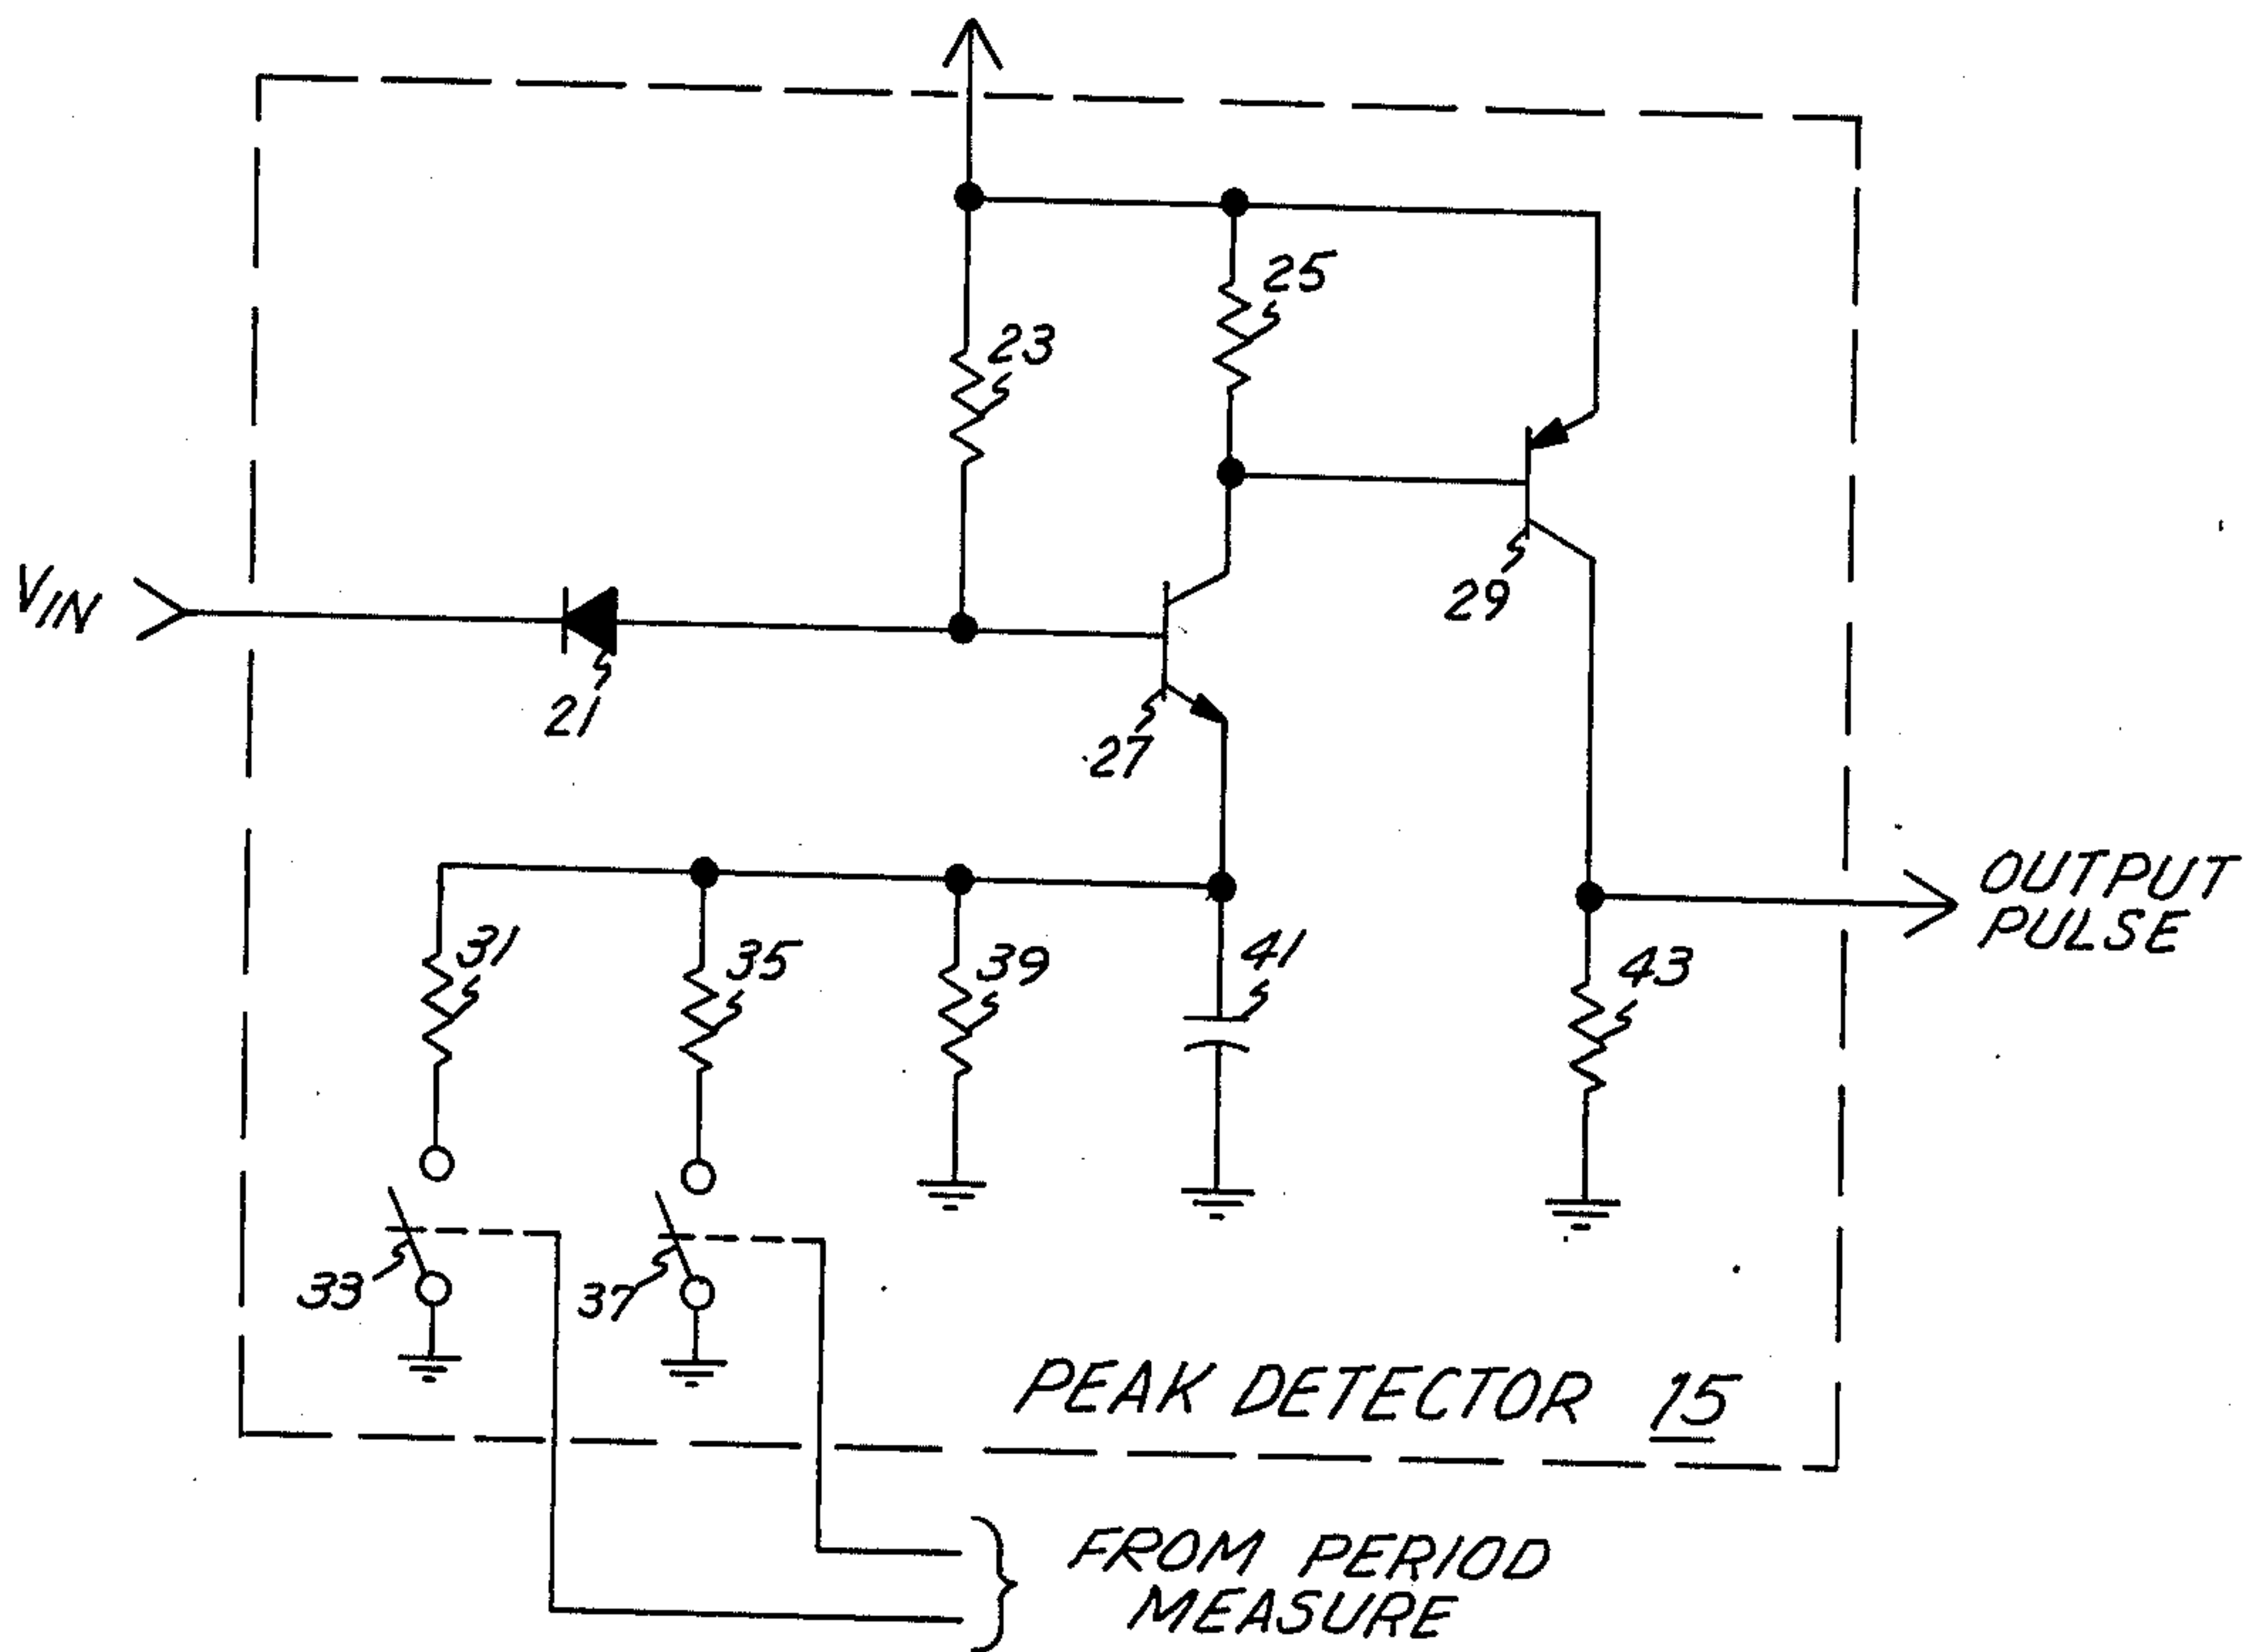 25
23
VIN
29
21
27
OUTPUT
PULSE
31
35
39
41
43
33
37
PEAK DETECTOR 15
FROM PERIOD
MEASURE